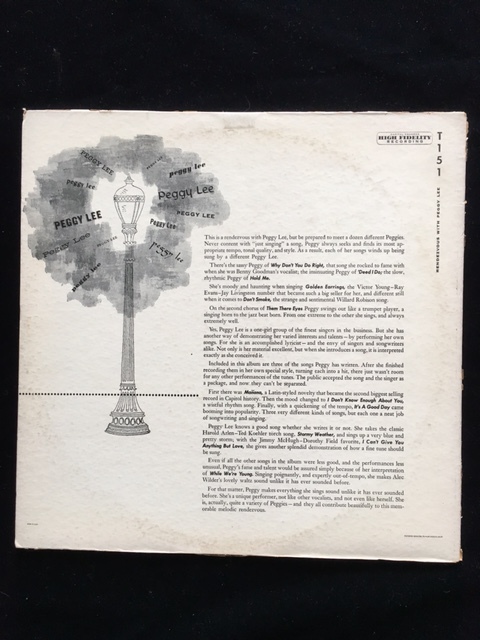 HIGH FIDELITY
RECORDING
T
151
RENDEZVOUS WITH PEGGY LEE
PEGGY LEE
peggy lee
peggy lee
Peggy Lee
PEGGY LEE
PEGGY LEE
Peggy Lee
Peggy Lee
peggy lee
This is a rendezvous with Peggy Lee, but be prepared to meet a dozen different Peggies.
Never content with "just singing" a song, Peggy always seeks and finds its most ap-
propriate tempo, tonal quality, and style. As a result, each of her songs winds up being
sung by a different Peggy Lee.
There's the tasty Peggy of Why Don't You Do Right, that song she rocked to fame with
when she was Benny Goodman's vocalist, the insinuating Peggy of 'Deed I Do, the slow,
rhythmic Peggy of Hold Me.
She's moody and haunting when singing Golden Earrings, the Victor Young-Ray
Evans-Jay Livingston number that became such a big seller for her, and different still
when it comes to Don't Smoke, the strange and sentimental Willard Robison song.
On the second chorus of Them There Eyes Peggy swings out like a trumpet player, a
singing horn to the jazz beat born. From one extreme to the other she sings, and always
extremely well.
Yes, Peggy Lee is a one-girl group of the finest singers in the business. But she has
another way of demonstrating her varied interests and talents—by performing her own
songs. For she is an accomplished lyricist—and the envy of singers and songwriters
alike. Not only is her material excellent, but when she introduces a song, it is interpreted
exactly as she conceived it.
Included in this album are three of the songs Peggy has written. After she finished
recording them in her own special style, turning each into a hit, there just wasn't room
for any other performances of the tunes. The public accepted the song and the singer as
a package, and now they can't be separated.
First there was Mañana, a Latin-styled novelty that became the second biggest selling
record in Capitol history. Then the mood changed to I Don't Know Enough About You,
a wistful rhythm song. Finally, with a quickening of the tempo, It's A Good Day came
booming into popularity. Three very different kinds of songs, but each one a neat job
of songwriting and singing.
Peggy Lee knows a good song whether she writes it or not. She takes the classic
Harold Arlen-Ted Koehler torch song, Stormy Weather, and sings up a very blue and
pretty storm; with the Jimmy McHugh-Dorothy Field favorite, I Can't Give You
Anything But Love, she gives another splendid demonstration of how a fine tune should
be sung.
Even if all the other songs in the album were less good, and the performances less
unusual, Peggy's fame and talent would be assured simply because of her interpretation
of While We're Young. Singing poignantly, and expertly out-of-tempo, she makes Alec
Wilder's lovely waltz sound unlike it has ever sounded before.
For that matter, Peggy makes everything she sings sound unlike it has ever sounded
before. She's a unique performer, not like other vocalists, and not even like herself. She
is, actually, quite a variety of Peggies—and they all contribute beautifully to this mem-
orable melodic rendezvous.